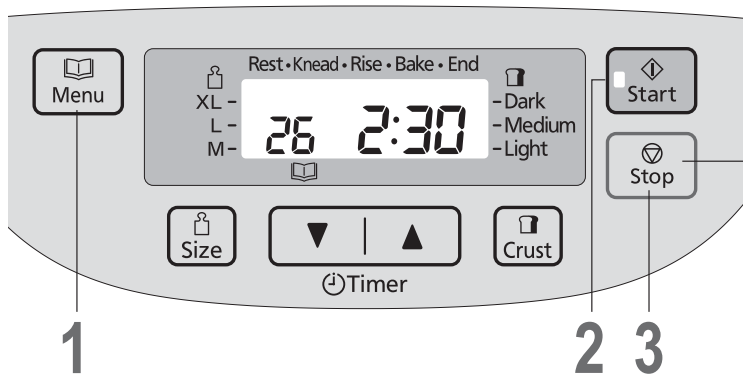 Menu
Rest • Knead • Rise • Bake • End
XL –
L –
M –
26 2:30
– Dark
– Medium
– Light
Start
Stop
Size
▼ | ▲
Timer
Crust
1
2
3